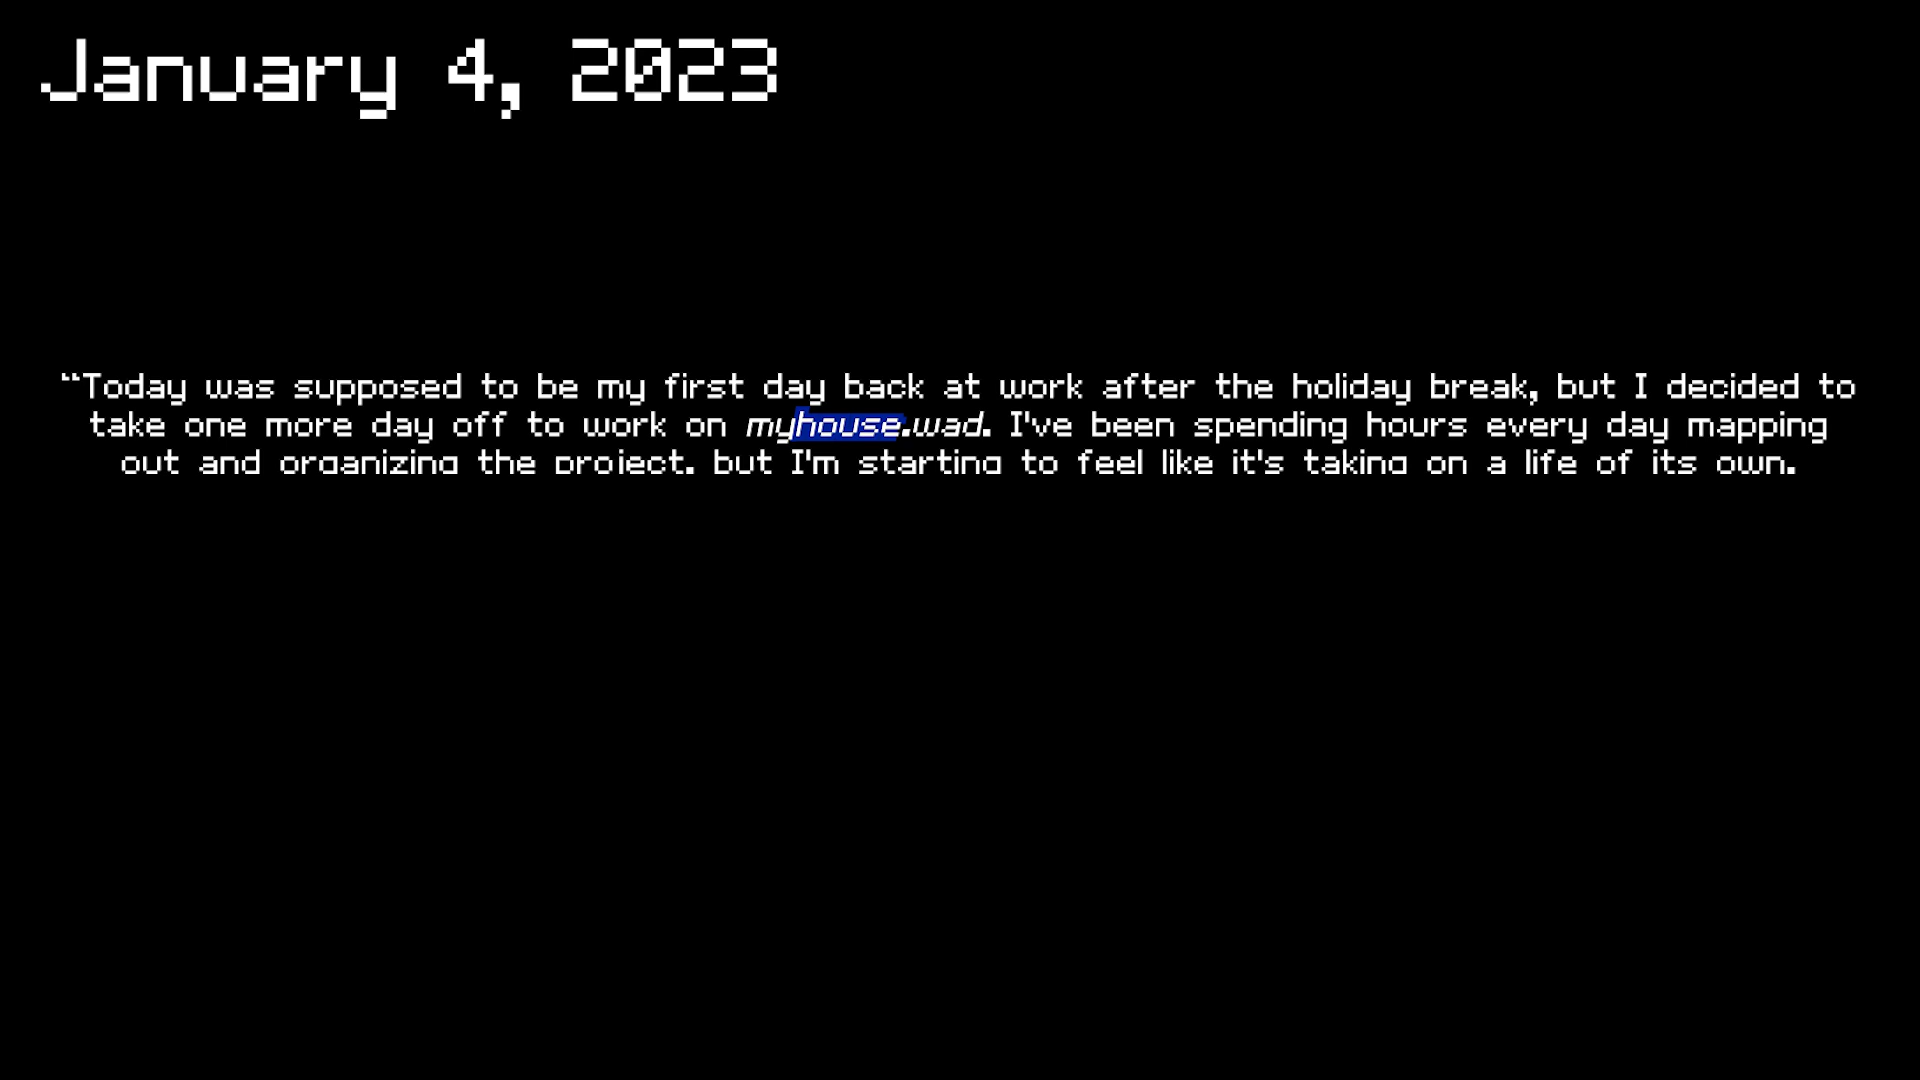 January 4, 2023
“Today was supposed to be my first day back at work after the holiday break, but I decided to
take one more day off to work on myhouse.wad. I've been spending hours every day mapping
out and organizing the project, but I'm starting to feel like it's taking on a life of its own.